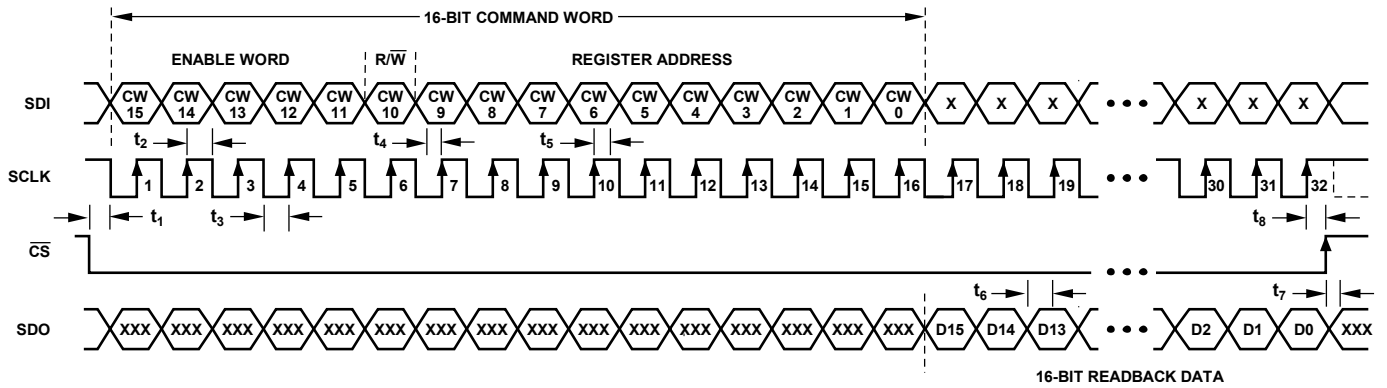 16-BIT COMMAND WORD
ENABLE WORD R/W̅ REGISTER ADDRESS
SDI CW 15 CW 14 CW 13 CW 12 CW 11 CW 10 CW 9 CW 8 CW 7 CW 6 CW 5 CW 4 CW 3 CW 2 CW 1 CW 0 X X X ••• X X X
t2 t4 t5
SCLK 1 2 3 4 5 6 7 8 9 10 11 12 13 14 15 16 17 18 19 ••• 30 31 32
t1 t3 t8
C̅S̅ •••
t6 t7
SDO XXX XXX XXX XXX XXX XXX XXX XXX XXX XXX XXX XXX XXX XXX XXX XXX D15 D14 D13 ••• D2 D1 D0 XXX
16-BIT READBACK DATA